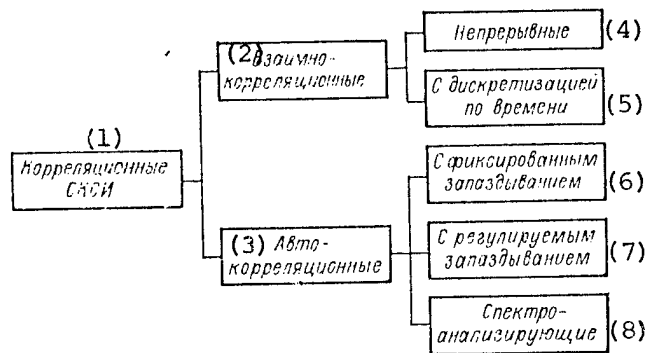 (1)
Корреляционные
СКСИ
(2) Взаимно-
корреляционные
(3) Авто-
корреляционные
Непрерывные (4)
С дискретизацией
по времени (5)
С фиксированным
запаздыванием (6)
С регулируемым
запаздыванием (7)
Спектро-
анализирующие (8)